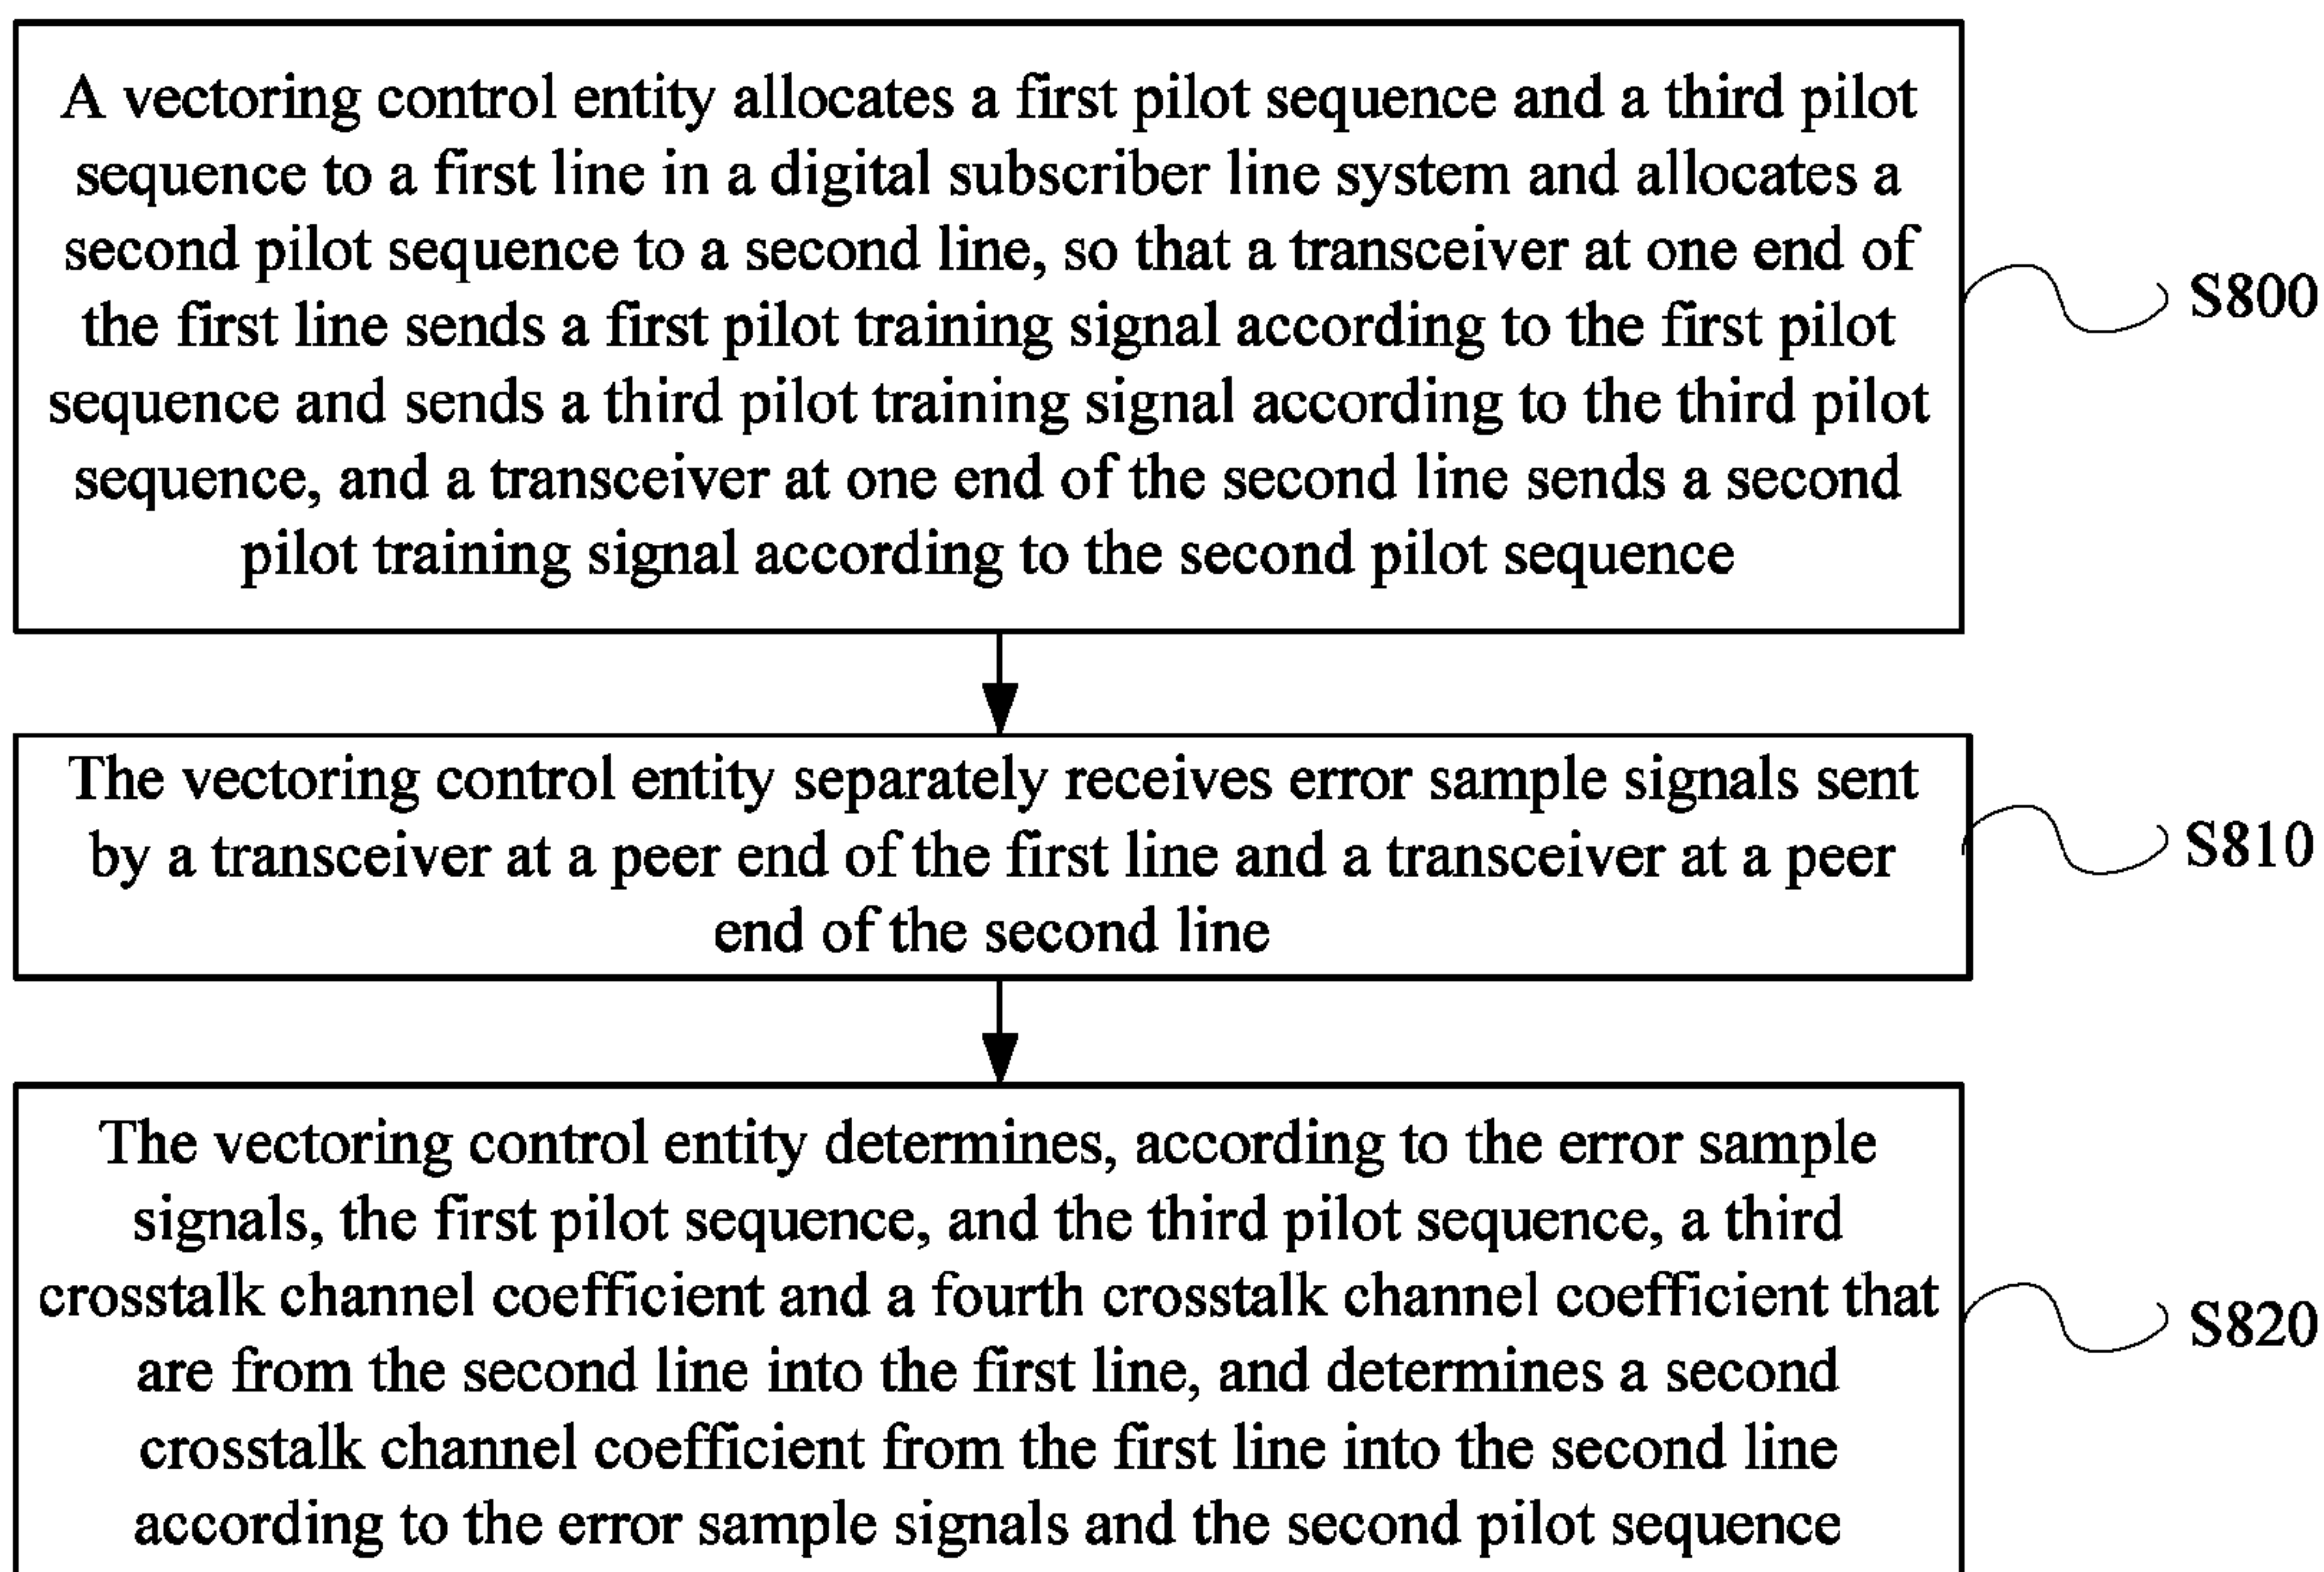 A vectoring control entity allocates a first pilot sequence and a third pilot
sequence to a first line in a digital subscriber line system and allocates a
second pilot sequence to a second line, so that a transceiver at one end of
the first line sends a first pilot training signal according to the first pilot
sequence and sends a third pilot training signal according to the third pilot
sequence, and a transceiver at one end of the second line sends a second
pilot training signal according to the second pilot sequence
S800
The vectoring control entity separately receives error sample signals sent
by a transceiver at a peer end of the first line and a transceiver at a peer
end of the second line
S810
The vectoring control entity determines, according to the error sample
signals, the first pilot sequence, and the third pilot sequence, a third
crosstalk channel coefficient and a fourth crosstalk channel coefficient that
are from the second line into the first line, and determines a second
crosstalk channel coefficient from the first line into the second line
according to the error sample signals and the second pilot sequence
S820